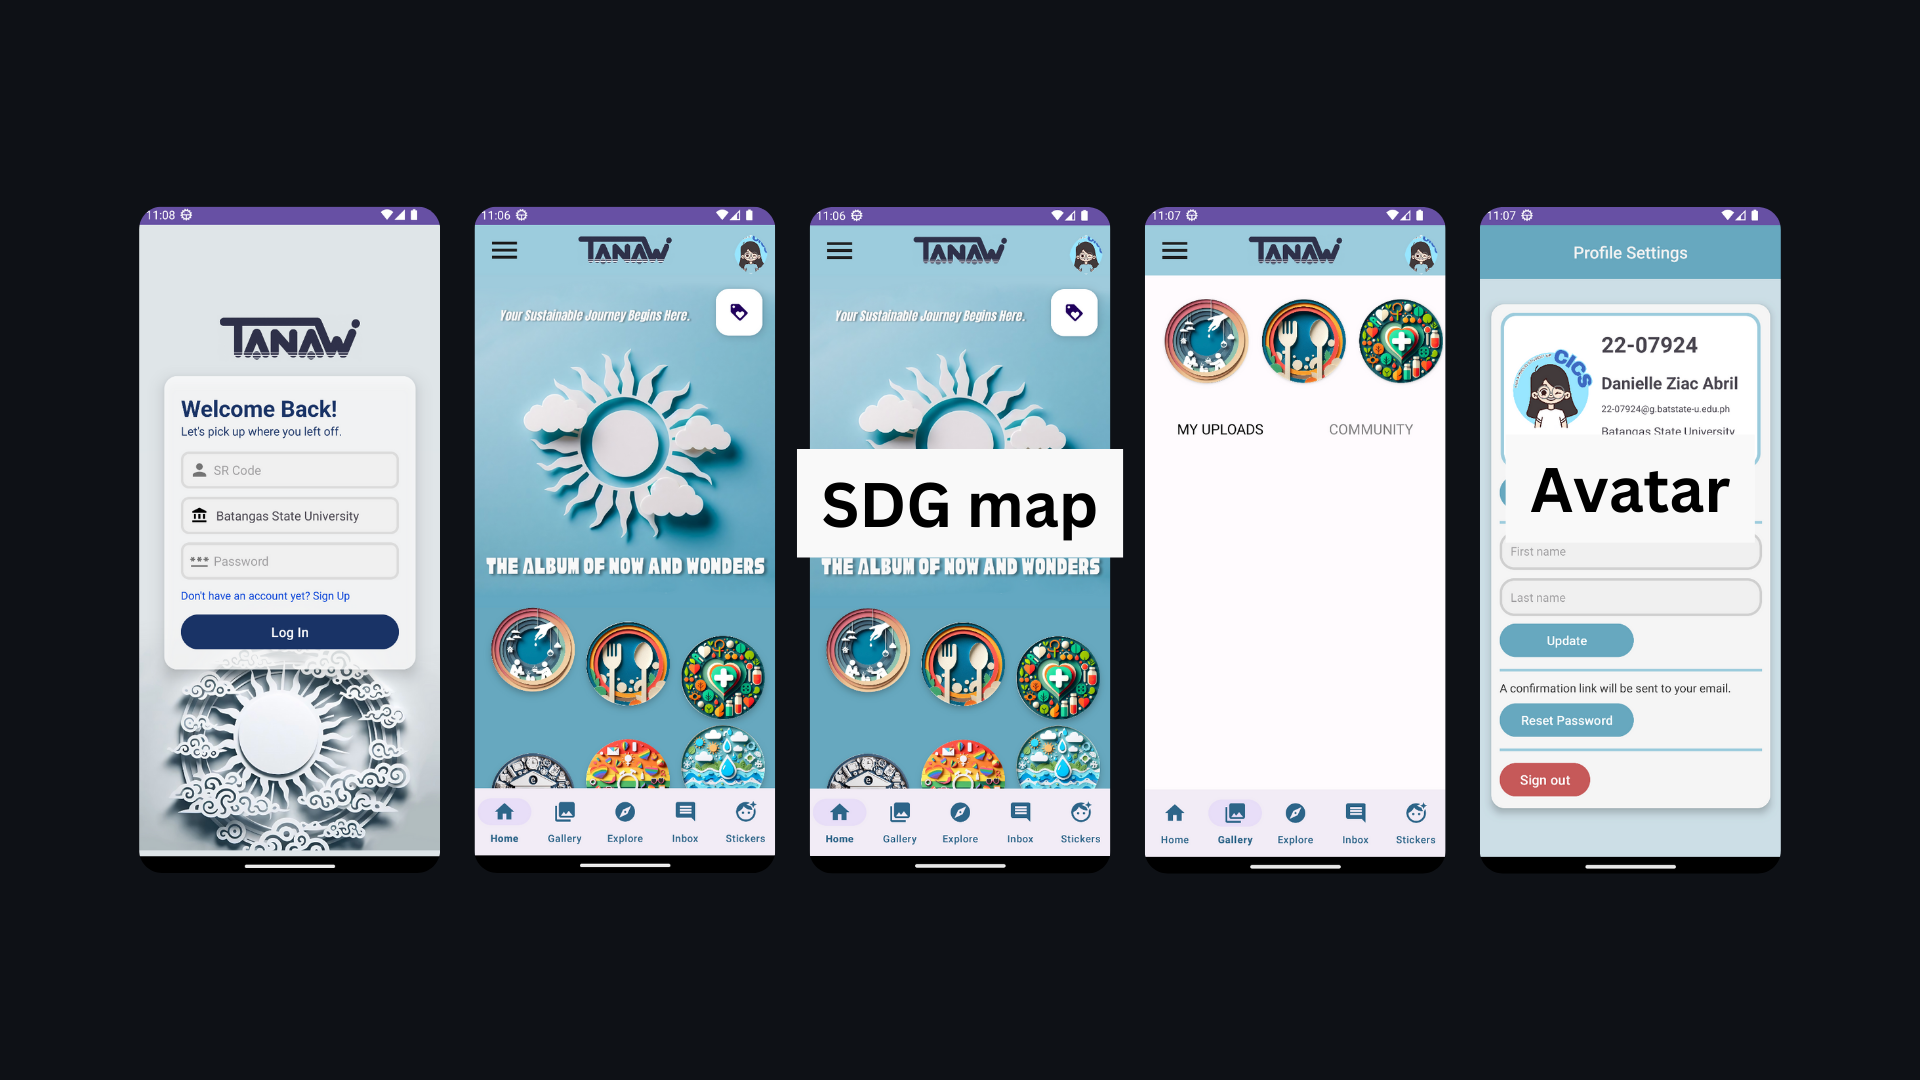 11:08
TANAW
Welcome Back!
Let's pick up where you left off.
SR Code
Batangas State University
*** Password
Don't have an account yet? Sign Up
Log In
11:06
TANAW
Your Sustainable Journey Begins Here.
THE ALBUM OF NOW AND WONDERS
Home
Gallery
Explore
Inbox
Stickers
11:06
TANAW
Your Sustainable Journey Begins Here.
SDG map
THE ALBUM OF NOW AND WONDERS
Home
Gallery
Explore
Inbox
Stickers
11:07
TANAW
MY UPLOADS
COMMUNITY
Home
Gallery
Explore
Inbox
Stickers
11:07
Profile Settings
CICS
22-07924
Danielle Ziac Abril
22-07924@g.batstate-u.edu.ph
Batangas State University
Avatar
First name
Last name
Update
A confirmation link will be sent to your email.
Reset Password
Sign out